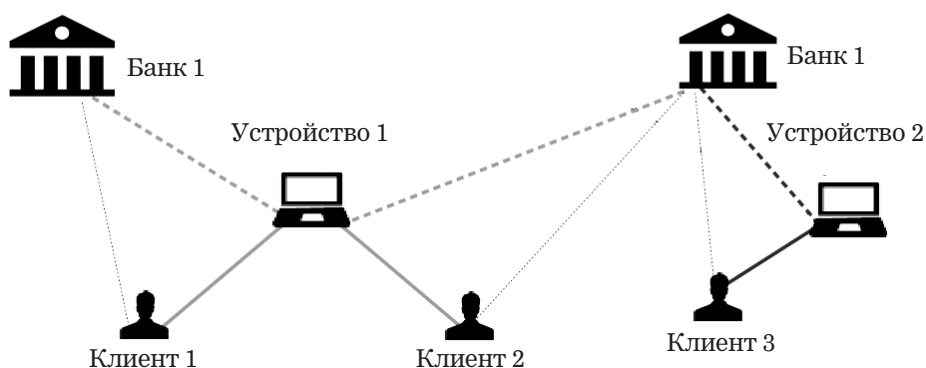 Банк 1
Банк 1
Устройство 1
Устройство 2
Клиент 1
Клиент 2
Клиент 3